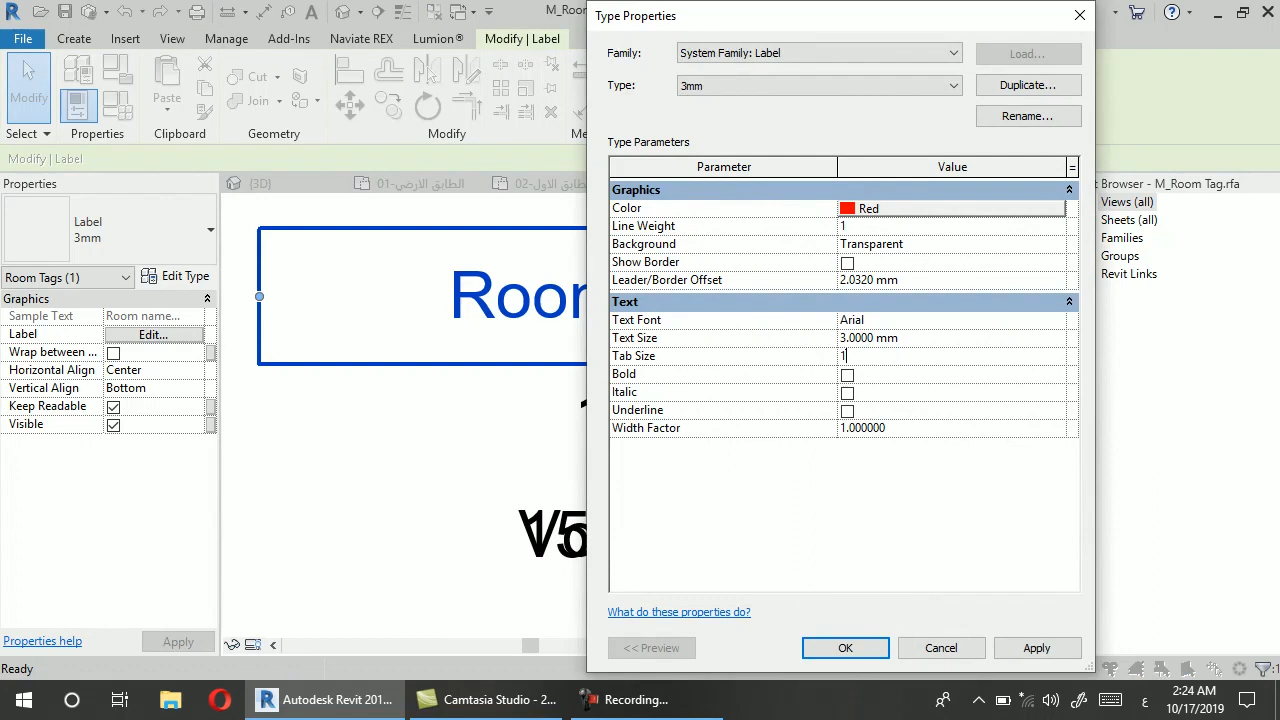 M_Room
File
Create
Insert
View
Manage
Add-Ins
Naviate REX
Lumion®
Modify | Label
Modify
Select
Properties
Paste
Clipboard
Cut
Join
Geometry
Modify
Modify | Label
Properties
Label
3mm
Room Tags (1)
Edit Type
Graphics
Sample Text
Room name...
Label
Edit...
Wrap between ...
Horizontal Align
Center
Vertical Align
Bottom
Keep Readable
Visible
Properties help
Apply
Ready
{3D}
الطابق الارضي-01
طابق الاول-02
Type Properties
Family:
System Family: Label
Load...
Type:
3mm
Duplicate...
Rename...
Type Parameters
Parameter
Value
=
Graphics
Color
Red
Line Weight
1
Background
Transparent
Show Border
Leader/Border Offset
2.0320 mm
Text
Text Font
Arial
Text Size
3.0000 mm
Tab Size
1
Bold
Italic
Underline
Width Factor
1.000000
What do these properties do?
<< Preview
OK
Cancel
Apply
t Browser - M_Room Tag.rfa
Views (all)
Sheets (all)
Families
Groups
Revit Links
Autodesk Revit 201...
Camtasia Studio - 2...
Recording...
ع
2:24 AM
10/17/2019